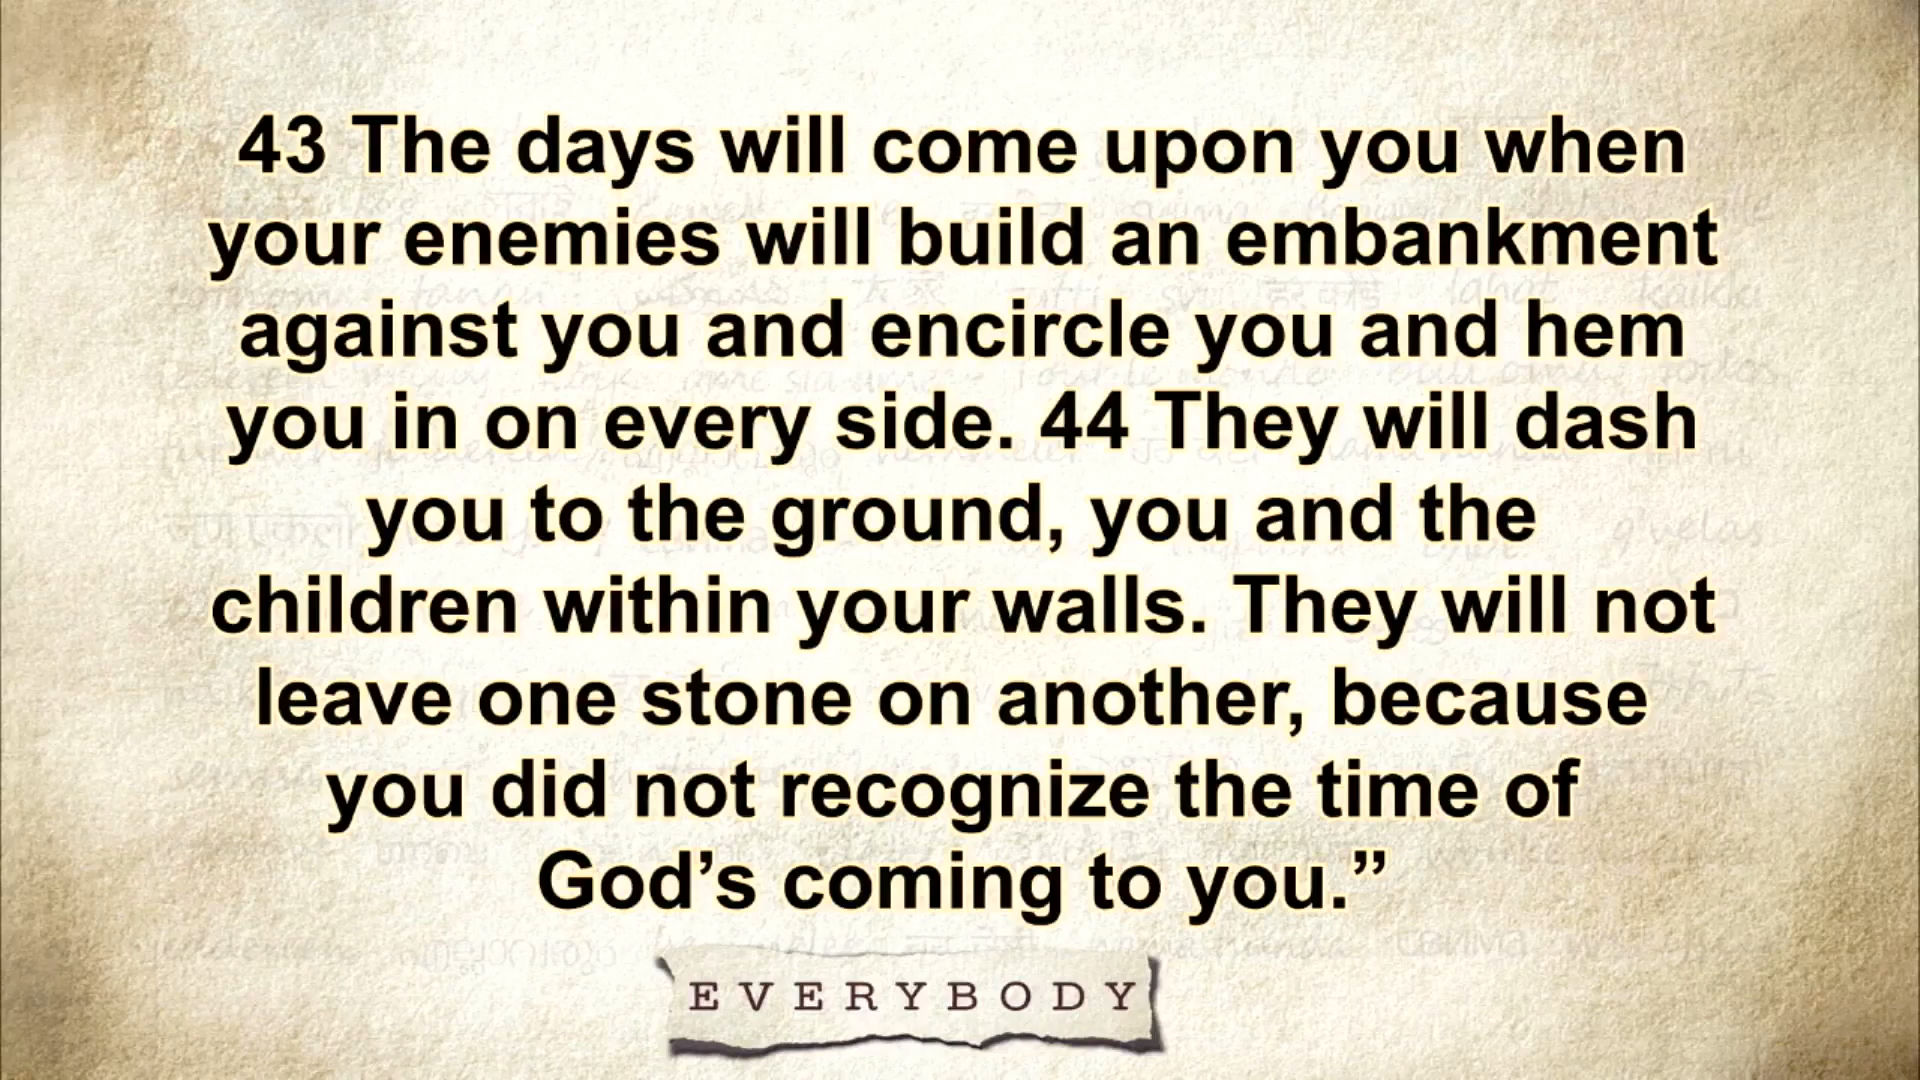 43 The days will come upon you when
your enemies will build an embankment
against you and encircle you and hem
you in on every side. 44 They will dash
you to the ground, you and the
children within your walls. They will not
leave one stone on another, because
you did not recognize the time of
God’s coming to you.”
EVERYBODY